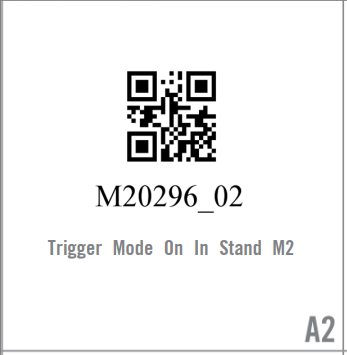 M20296_02
Trigger Mode On In Stand M2
A2